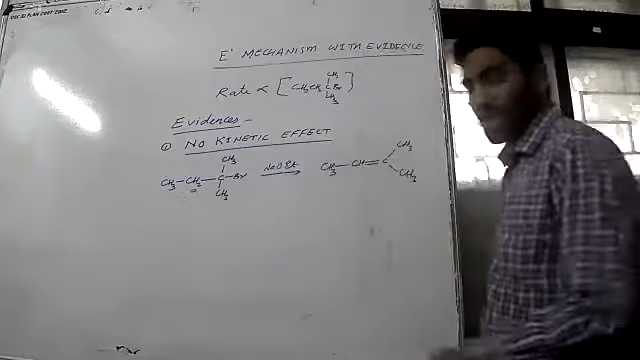 E' MECHANISM WITH EVIDENCE
CH₃
Rate ∝ [CH₃CH₂ C Br]
CH₃
Evidences -
① NO KINETIC EFFECT
CH₃
CH₃-CH₂-C-Br NaOEt → CH₃-CH=C
CH₃
CH₃
CH₃